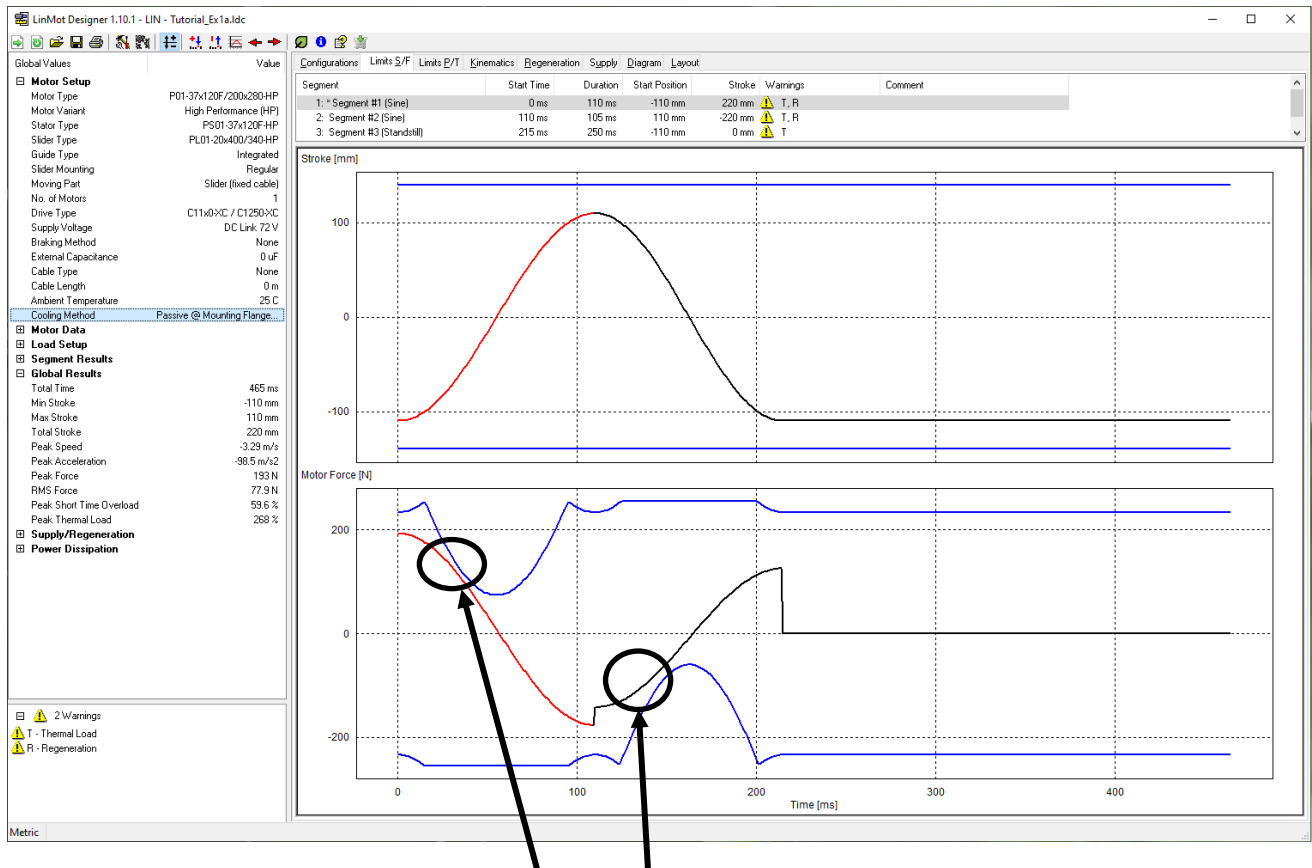 LinMot Designer 1.10.1 - LIN - Tutorial_Ex1a.ldc
Global Values Value
Motor Setup
Motor Type P01-37x120F/200x280-HP
Motor Variant High Performance (HP)
Stator Type PS01-37x120F-HP
Slider Type PL01-20x400/340-HP
Guide Type Integrated
Slider Mounting Regular
Moving Part Slider (fixed cable)
No. of Motors 1
Drive Type C11x0-XC / C1250-XC
Supply Voltage DC Link 72 V
Braking Method None
External Capacitance 0 uF
Cable Type None
Cable Length 0 m
Ambient Temperature 25 C
Cooling Method Passive @ Mounting Flange...
Motor Data
Load Setup
Segment Results
Global Results
Total Time 465 ms
Min Stroke -110 mm
Max Stroke 110 mm
Total Stroke 220 mm
Peak Speed -3.29 m/s
Peak Acceleration -98.5 m/s2
Peak Force 193 N
RMS Force 77.9 N
Peak Short Time Overload 59.6 %
Peak Thermal Load 268 %
Supply/Regeneration
Power Dissipation
2 Warnings
T - Thermal Load
R - Regeneration
Metric
Configurations Limits S/F Limits P/T Kinematics Regeneration Supply Diagram Layout
Segment Start Time Duration Start Position Stroke Warnings Comment
1: * Segment #1 (Sine) 0 ms 110 ms -110 mm 220 mm T, R
2: Segment #2 (Sine) 110 ms 105 ms 110 mm -220 mm T, R
3: Segment #3 (Standstill) 215 ms 250 ms -110 mm 0 mm T
Stroke [mm]
100
0
-100
Motor Force [N]
200
0
-200
0 100 200 300 400
Time [ms]